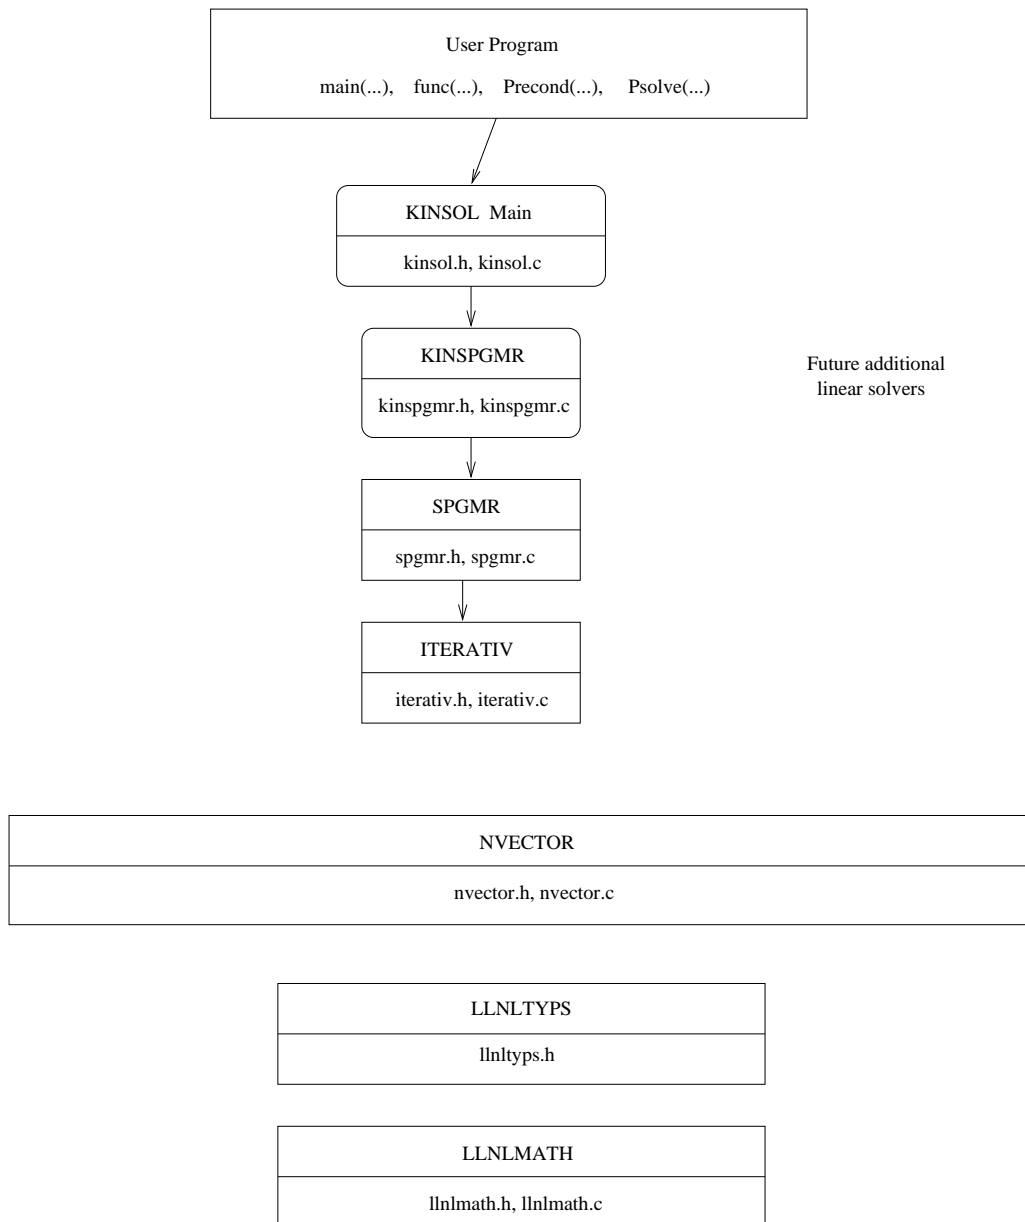 User Program
main(...), func(...), Precond(...), Psolve(...)
KINSOL Main
kinsol.h, kinsol.c
KINSPGMR
kinspgmr.h, kinspgmr.c
Future additional
linear solvers
SPGMR
spgmr.h, spgmr.c
ITERATIV
iterativ.h, iterativ.c
NVECTOR
nvector.h, nvector.c
LLNLTYPS
llnltyps.h
LLNLMATH
llnlmath.h, llnlmath.c